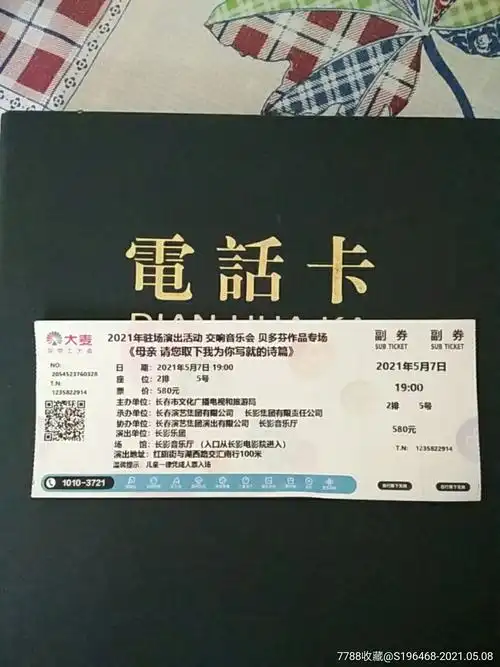 電話卡
DIAN HUA KA
大麦
2021年驻场演出活动 交响音乐会 贝多芬作品专场
《母亲 请您取下我为你写就的诗篇》
NO:
2054523760328
T.N:
1235822914
日 期: 2021年5月7日 19:00
座 位: 2排 5号
票 价: 580元
主办单位: 长春市文化广播电视和旅游局
承办单位: 长春演艺集团有限公司 长影集团有限责任公司
协办单位: 长春演艺集团演出有限公司 长影音乐厅
演出单位: 长影乐团
场 馆: 长影音乐厅 (入口从长影电影院进入)
演出地址: 红旗街与湖西路交汇南行100米
温馨提示: 儿童一律凭成人票入场
1010-3721
副 券 副 券
SUB TICKET SUB TICKET
2021年5月7日
19:00
2排 5号
580元
T.N: 1235822914
7788收藏@S196468-2021.05.08